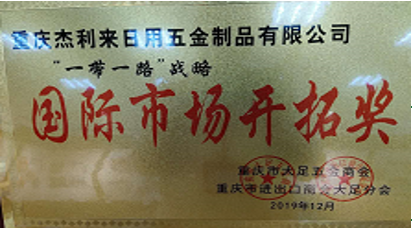 重庆杰利来日用五金制品有限公司
"一带一路"战略
国际市场开拓奖
重庆市大足五金商会
重庆市进出口商会大足分会
2019年12月